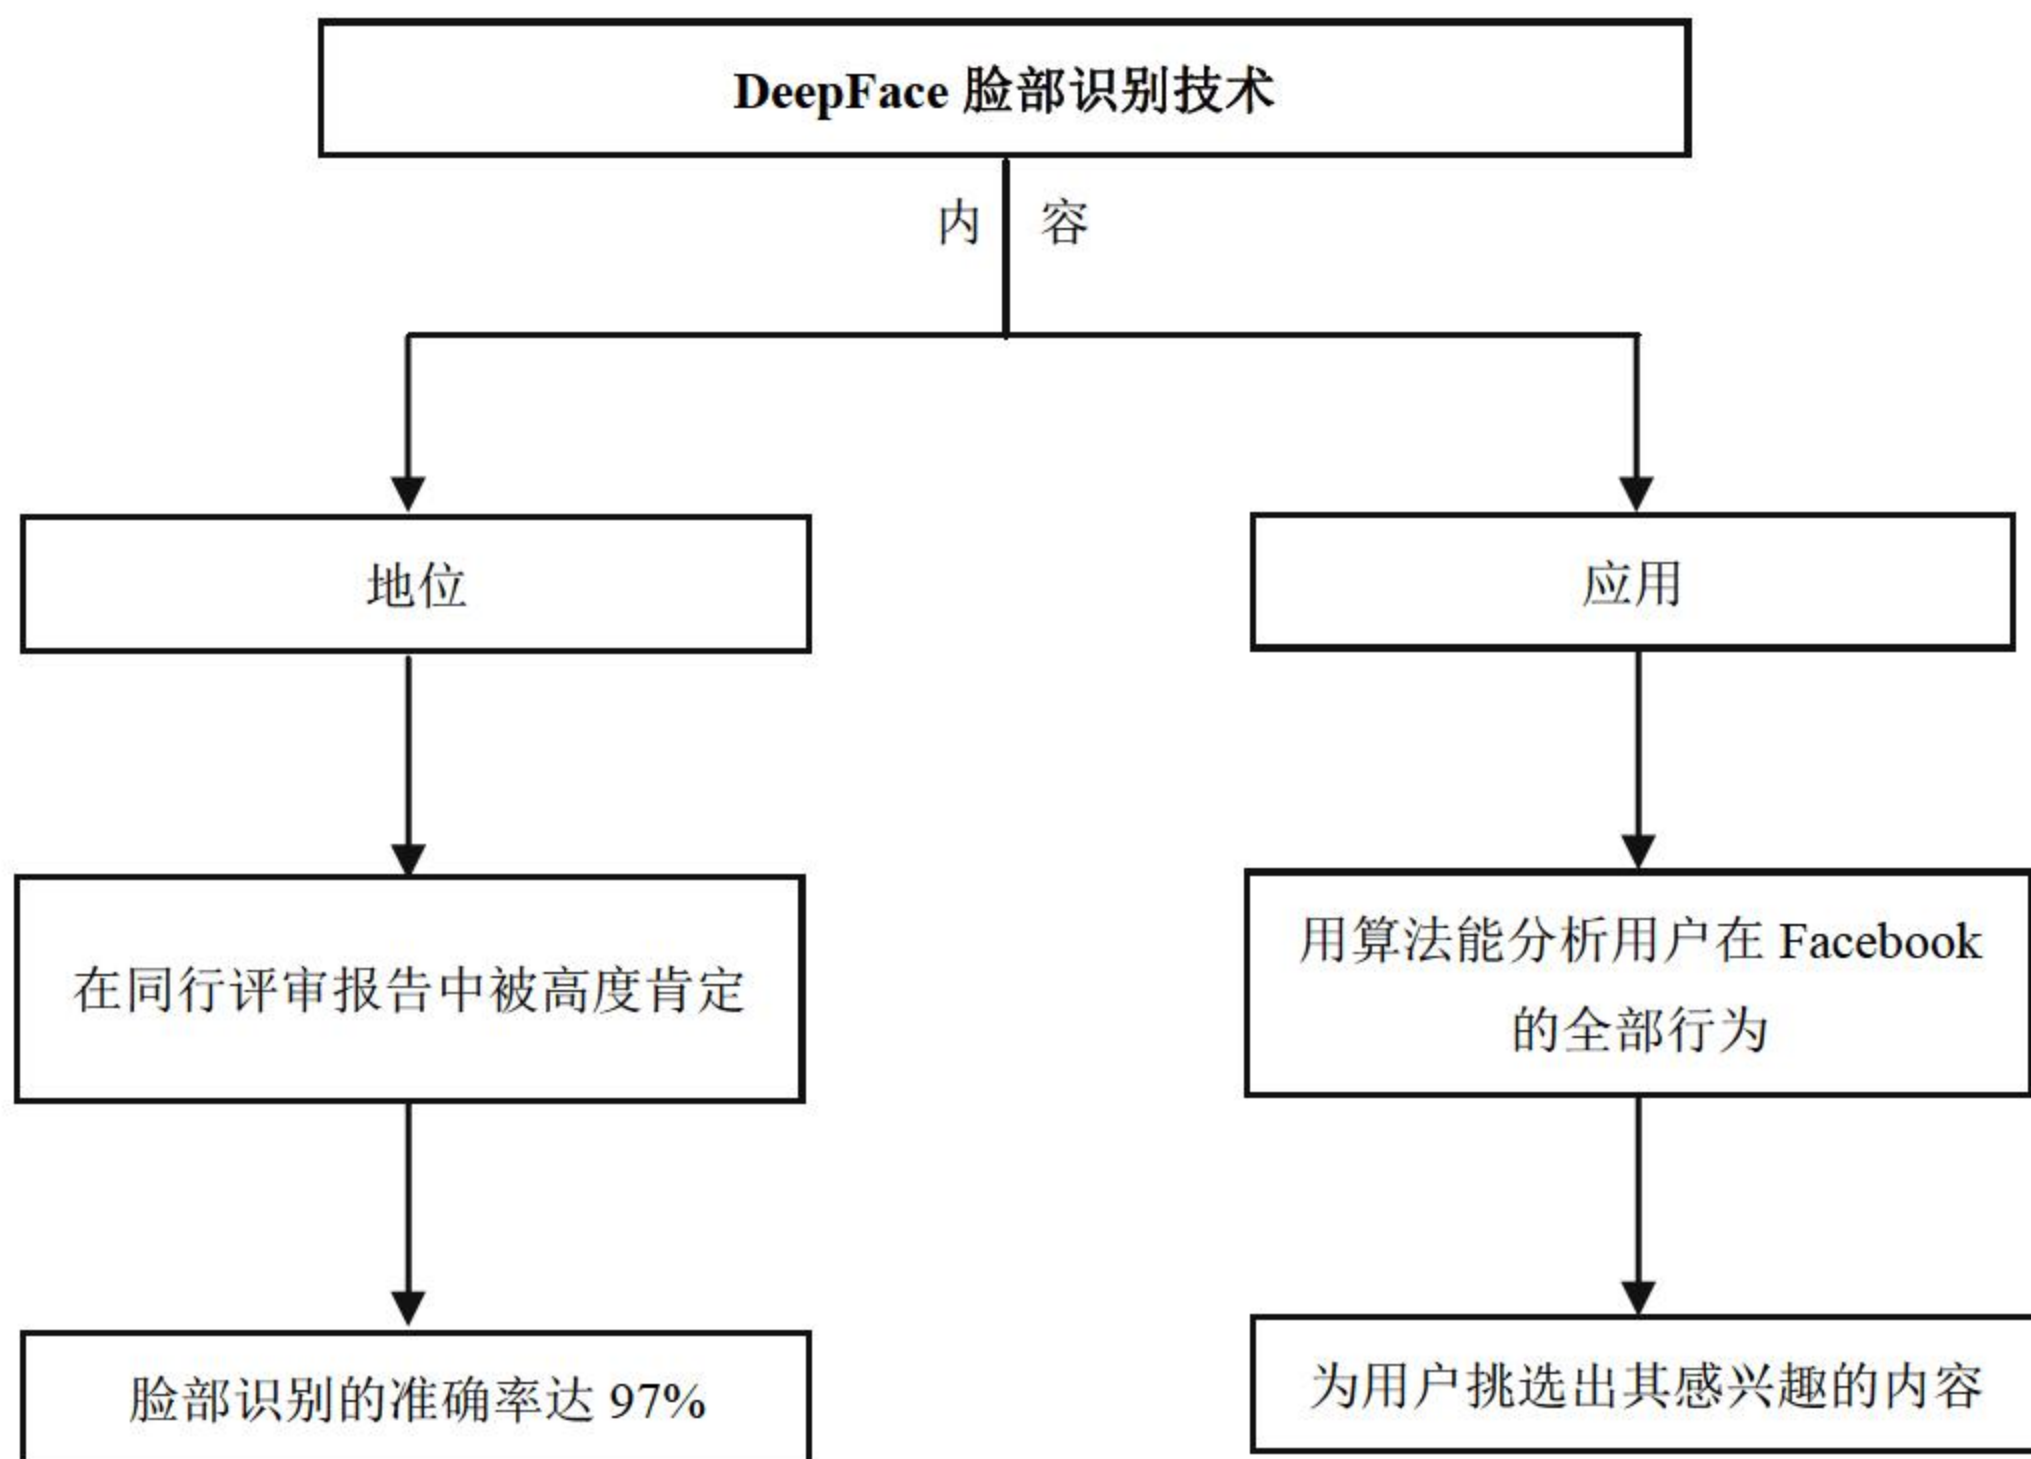 DeepFace 脸部识别技术
内 容
地位
应用
在同行评审报告中被高度肯定
用算法能分析用户在 Facebook
的全部行为
脸部识别的准确率达 97%
为用户挑选出其感兴趣的内容